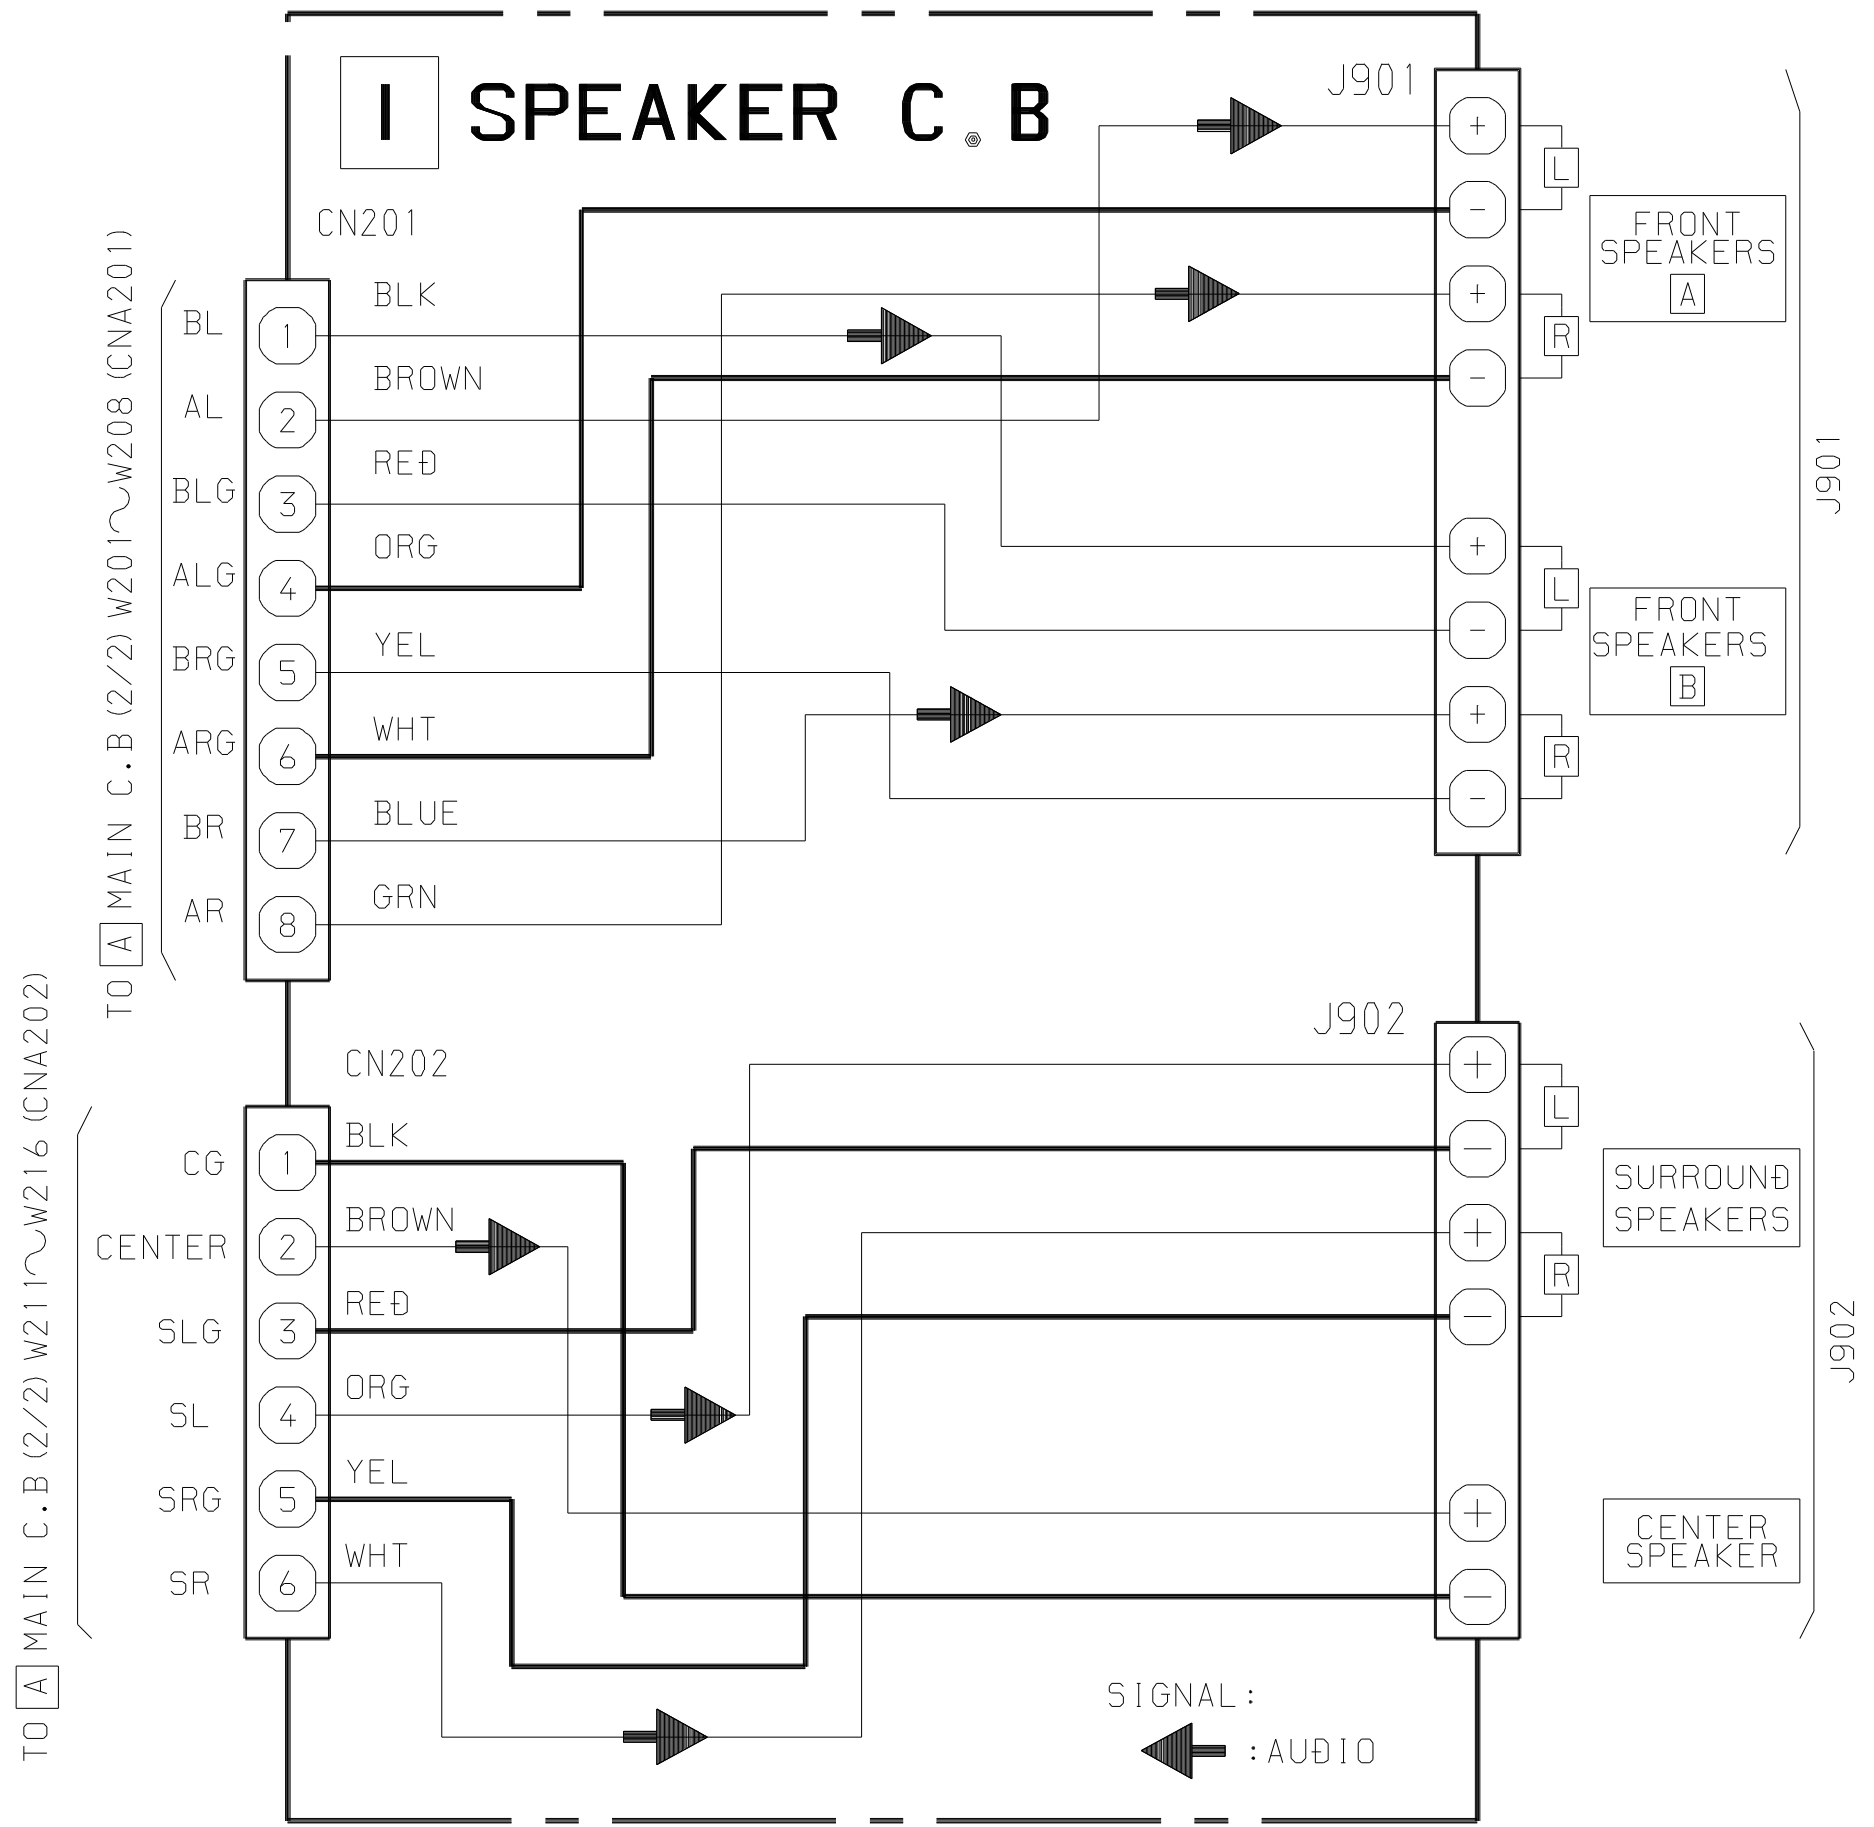 I SPEAKER C.B
J901
+
L
-
FRONT
SPEAKERS
A
+
R
-
+
L
-
FRONT
SPEAKERS
B
+
R
-
J901
CN201
TO A MAIN C.B (2/2) W201~W208 (CNA201)
BL 1 BLK
AL 2 BROWN
BLG 3 RED
ALG 4 ORG
BRG 5 YEL
ARG 6 WHT
BR 7 BLUE
AR 8 GRN
J902
+
L
-
SURROUND
SPEAKERS
+
R
-
+
CENTER
SPEAKER
-
J902
CN202
TO A MAIN C.B (2/2) W211~W216 (CNA202)
CG 1 BLK
CENTER 2 BROWN
SLG 3 RED
SL 4 ORG
SRG 5 YEL
SR 6 WHT
SIGNAL:
:AUDIO